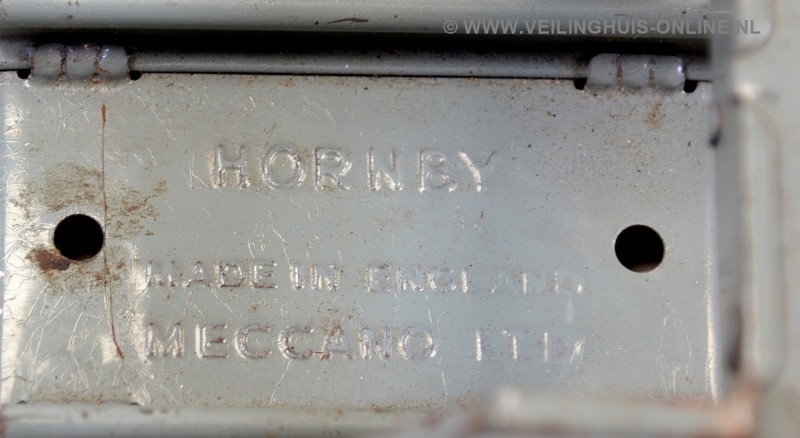 © WWW.VEILINGHUIS-ONLINE.NL
HORNBY
MADE IN ENGLAND
MECCANO LTD